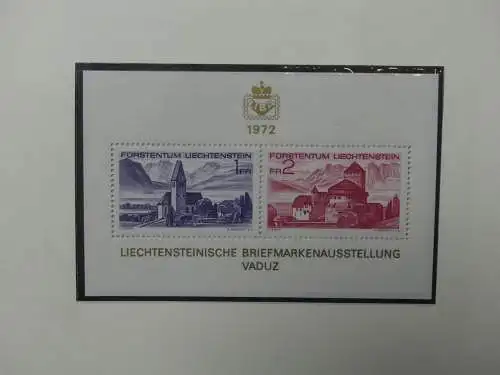 1972
FÜRSTENTUM LIECHTENSTEIN
1
FR
FÜRSTENTUM LIECHTENSTEIN
2
FR
LIECHTENSTEINISCHE BRIEFMARKENAUSSTELLUNG
VADUZ